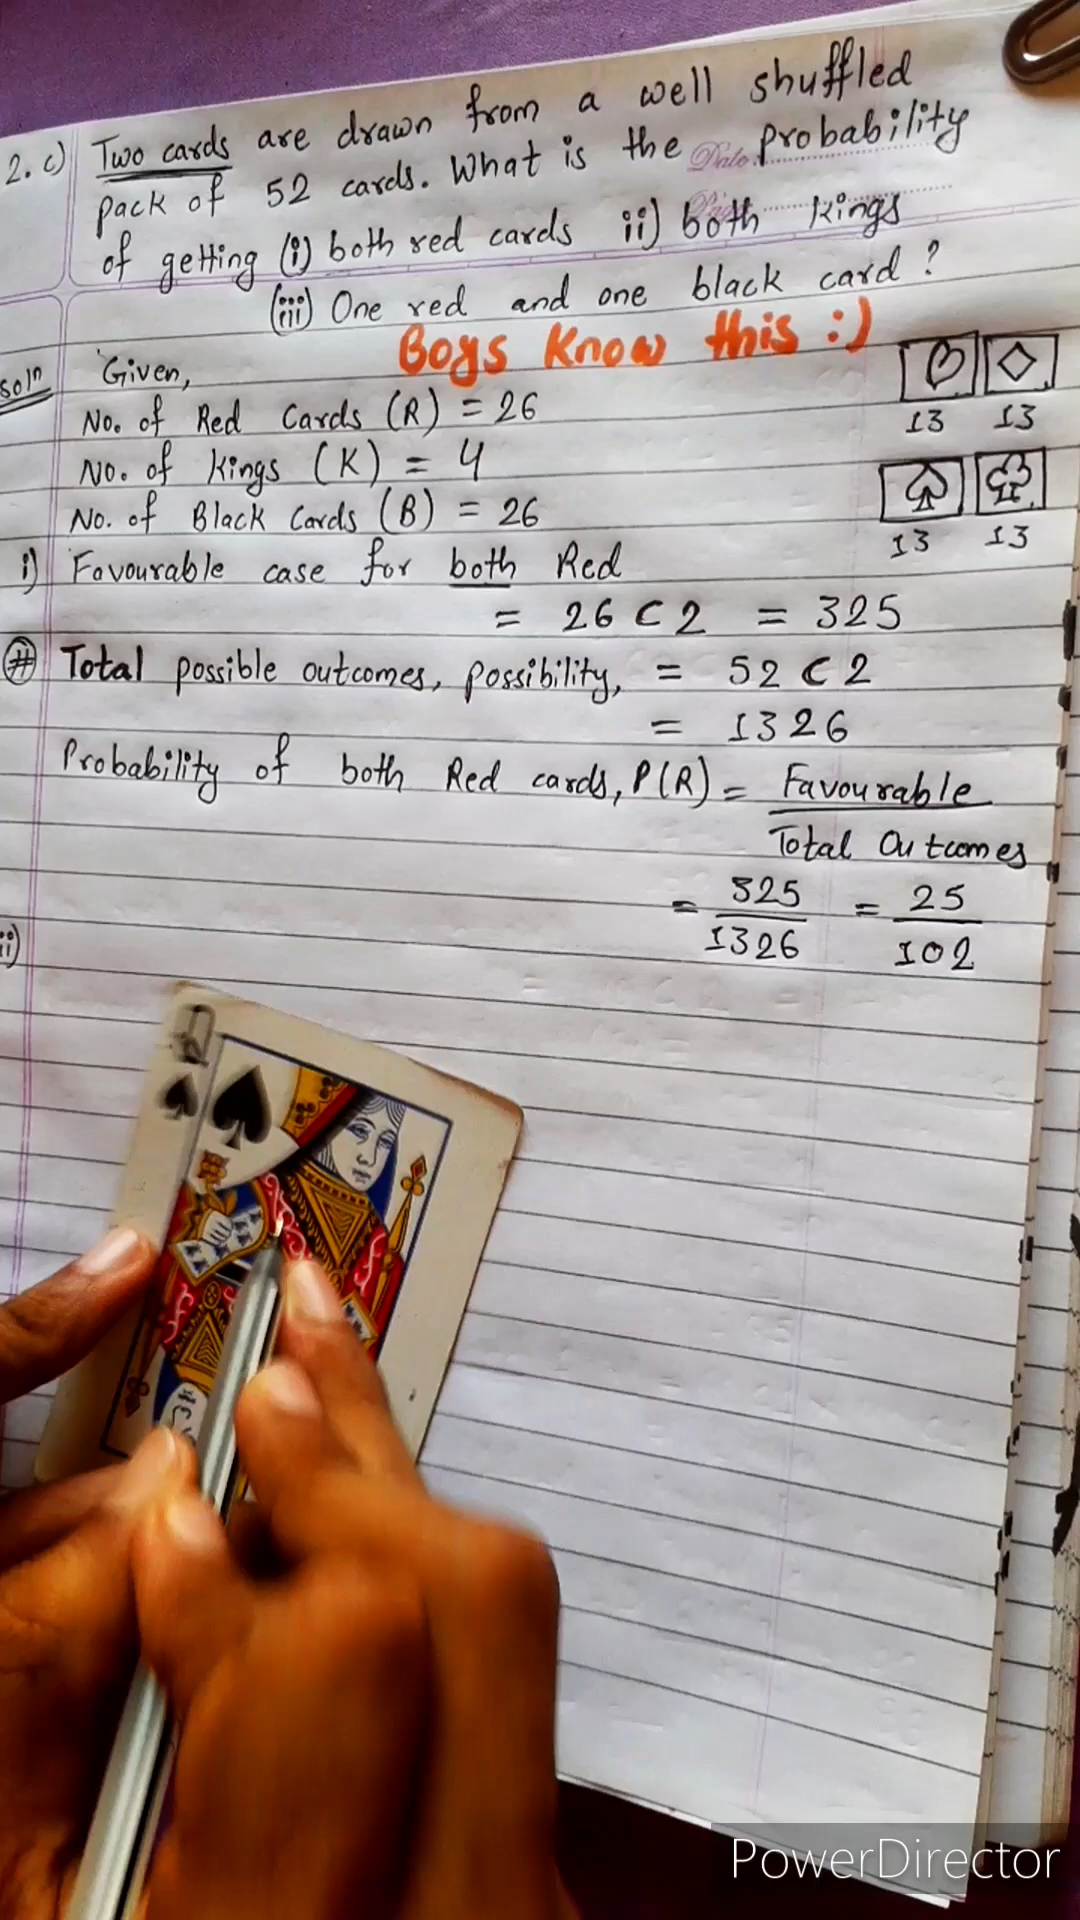 2. c) Two cards are drawn from a well shuffled
pack of 52 cards. What is the probability
Date
of getting (i) both red cards ii) both kings
(iii) One red and one black card ?
Boys Know this :)
soln Given,
No. of Red Cards (R) = 26
13 13
No. of kings (K) = 4
No. of Black Cards (B) = 26
13 13
i) Favourable case for both Red
= 26 C 2 = 325
# Total possible outcomes, possibility, = 52 C 2
= 1326
Probability of both Red cards, P(R) = Favourable
Total Outcomes
= 325 = 25
1326 102
ii)
Q
PowerDirector